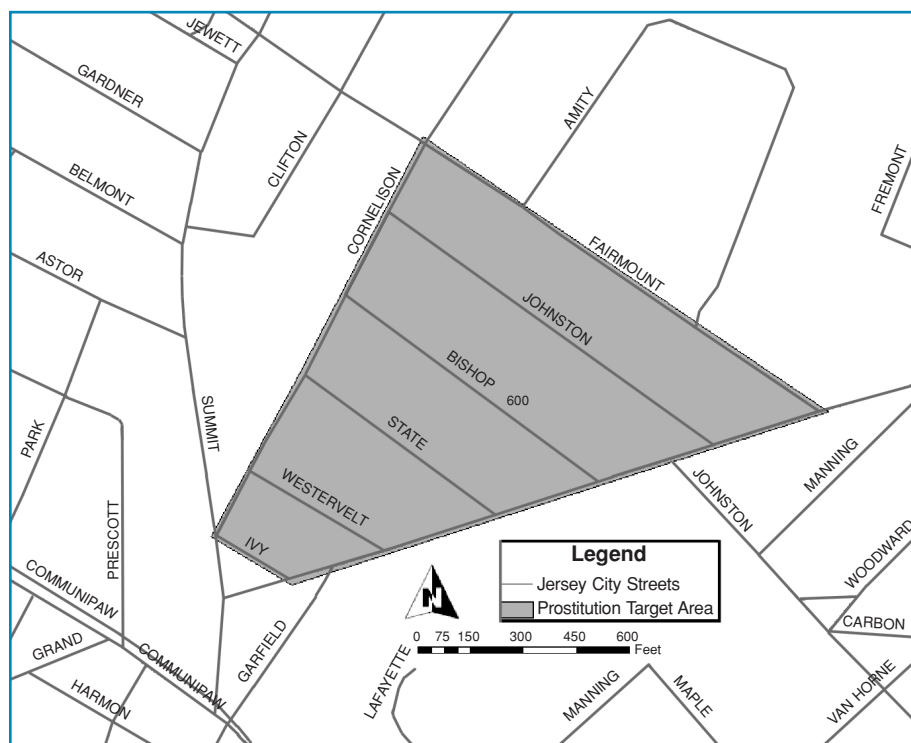 JEWETT
GARDNER
CLIFTON
AMITY
BELMONT
FREMONT
CORNELISON
ASTOR
FAIRMOUNT
JOHNSTON
BISHOP
600
SUMMIT
STATE
PARK
MANNING
WESTERVELT
JOHNSTON
PRESCOTT
IVY
Legend
Jersey City Streets
Prostitution Target Area
WOODWARD
COMMUNIPAW
N
CARBON
0 75 150 300 450 600
Feet
GRAND
COMMUNIPAW
GARFIELD
LAFAYETTE
HARMON
MANNING
MAPLE
VAN HORNE